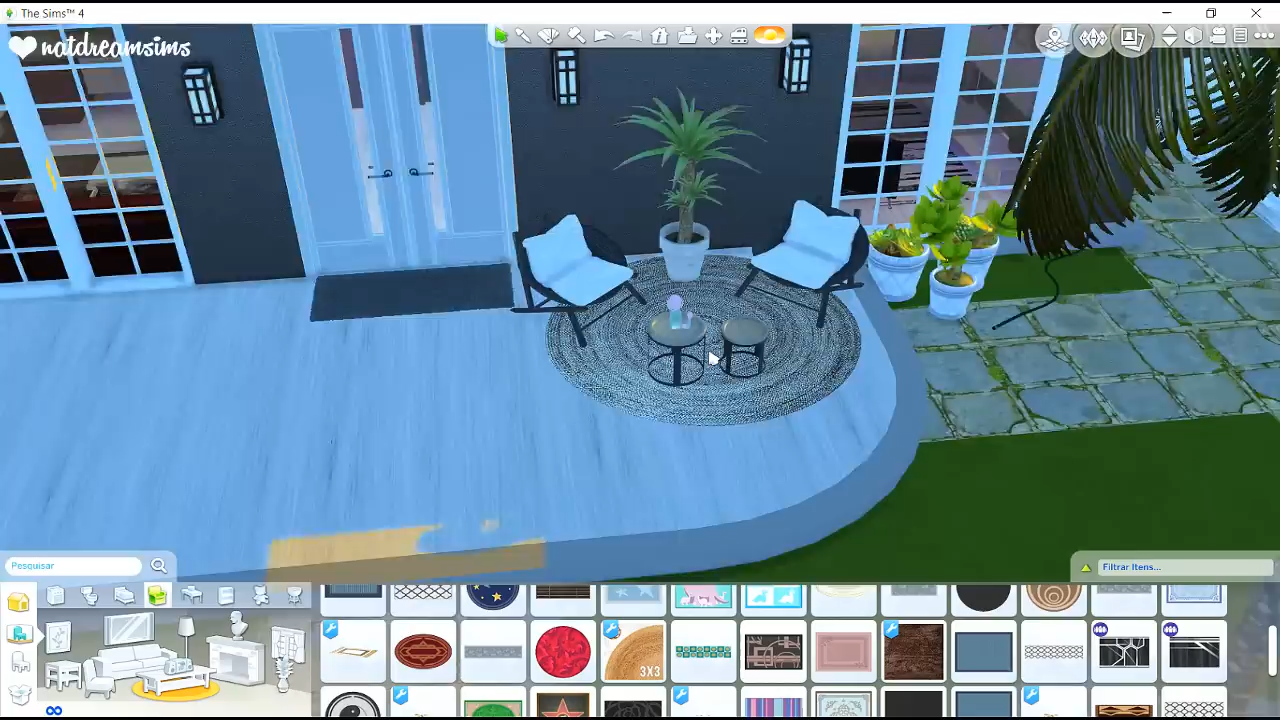 The Sims™ 4
natdreamsims
Pesquisar
Filtrar Itens...
3X3